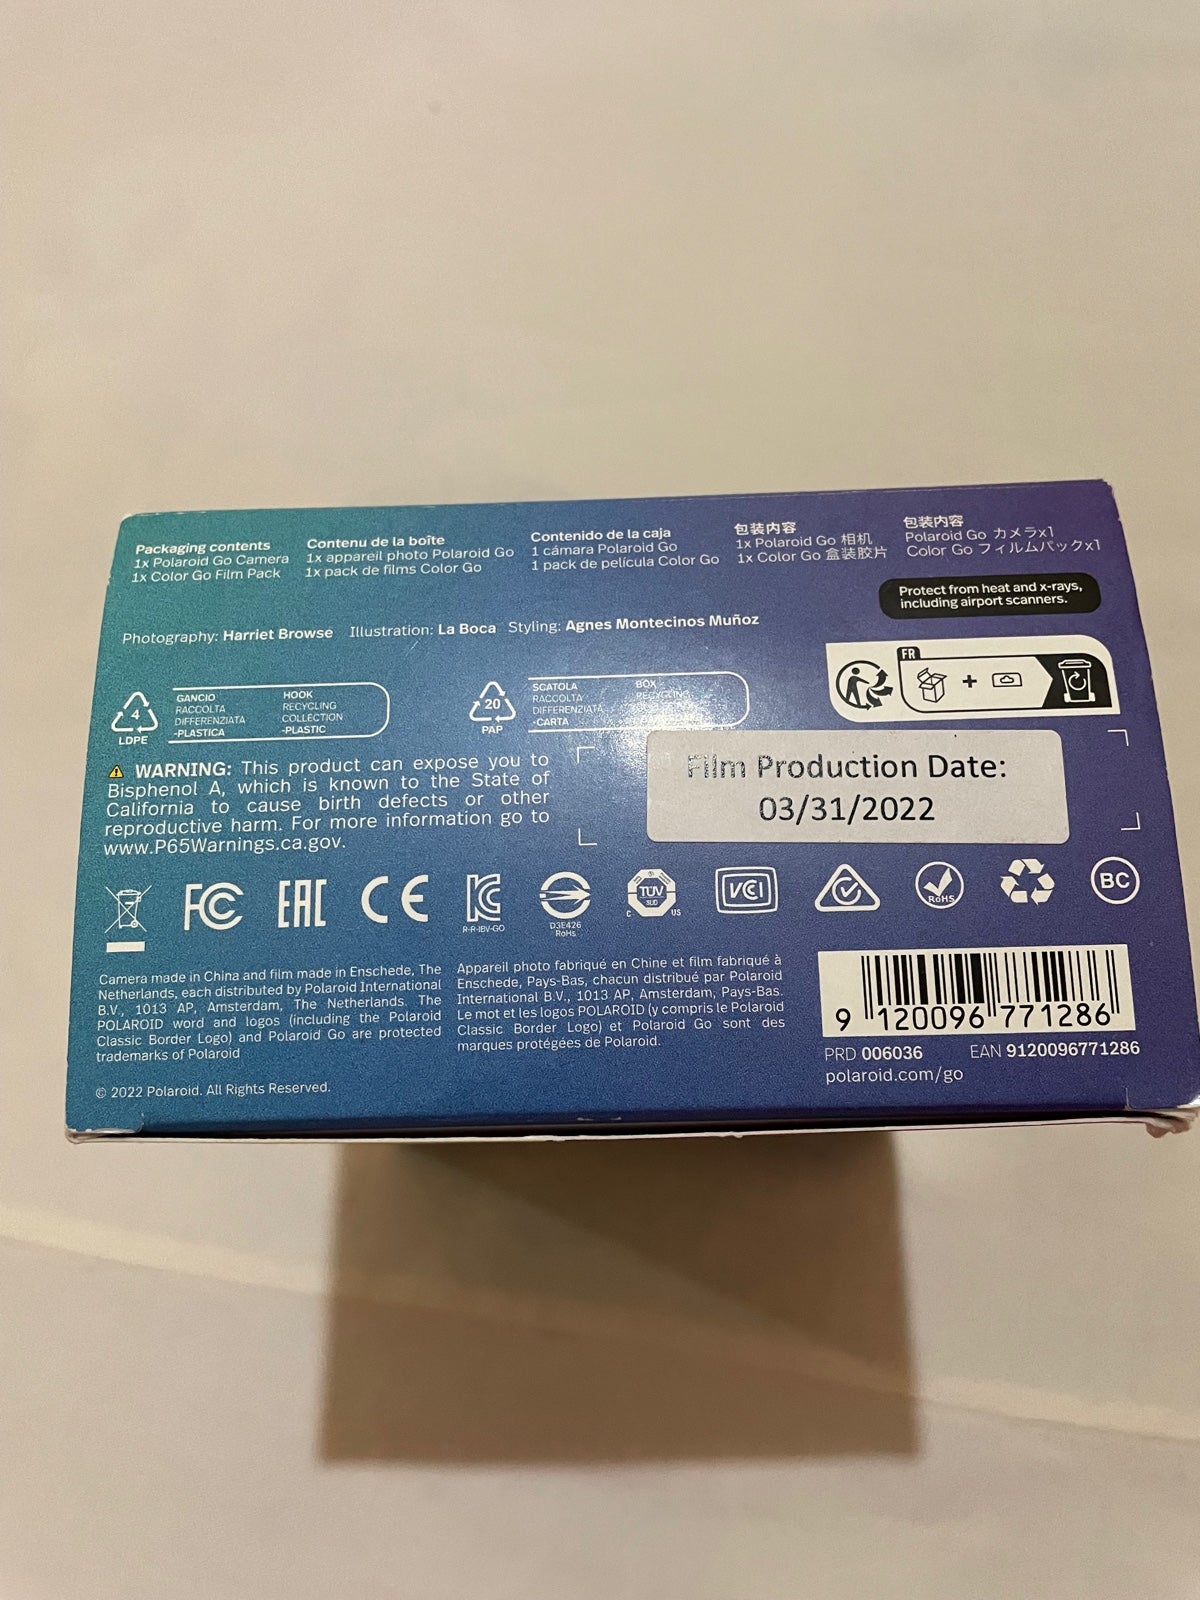 Packaging contents
1x Polaroid Go Camera
1x Color Go Film Pack
Contenu de la boîte
1x appareil photo Polaroid Go
1x pack de films Color Go
Contenido de la caja
1 cámara Polaroid Go
1 pack de película Color Go
包装内容
1x Polaroid Go 相机
1x Color Go 盒装胶片
包装内容
Polaroid Go カメラx1
Color Go フィルムパックx1
Protect from heat and x-rays,
including airport scanners.
Photography: Harriet Browse Illustration: La Boca Styling: Agnes Montecinos Muñoz
FR
4
LDPE
GANCIO
RACCOLTA
DIFFERENZIATA
-PLASTICA
HOOK
RECYCLING
COLLECTION
-PLASTIC
20
PAP
SCATOLA
RACCOLTA
DIFFERENZIATA
-CARTA
BOX
RECYCLING
WARNING: This product can expose you to
Bisphenol A, which is known to the State of
California to cause birth defects or other
reproductive harm. For more information go to
www.P65Warnings.ca.gov.
Film Production Date:
03/31/2022
FC
EAC
CE
KC
R-R-IBV-GO
D3E426
RoHS
TÜV
SÜD
C US
VCI
RoHS
BC
Camera made in China and film made in Enschede, The
Netherlands, each distributed by Polaroid International
B.V., 1013 AP, Amsterdam, The Netherlands. The
POLAROID word and logos (including the Polaroid
Classic Border Logo) and Polaroid Go are protected
trademarks of Polaroid
© 2022 Polaroid. All Rights Reserved.
Appareil photo fabriqué en Chine et film fabriqué à
Enschede, Pays-Bas, chacun distribué par Polaroid
International B.V., 1013 AP, Amsterdam, Pays-Bas.
Le mot et les logos POLAROID (y compris le Polaroid
Classic Border Logo) et Polaroid Go sont des
marques protégées de Polaroid.
9 120096 771286
PRD 006036 EAN 9120096771286
polaroid.com/go